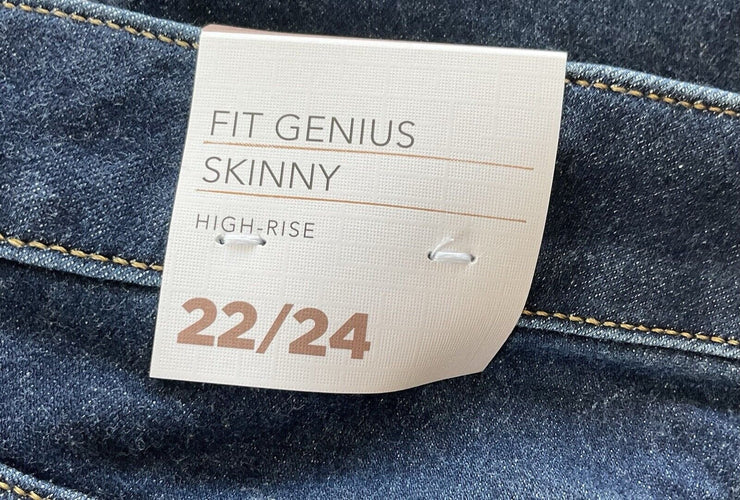 FIT GENIUS
SKINNY
HIGH-RISE
22/24